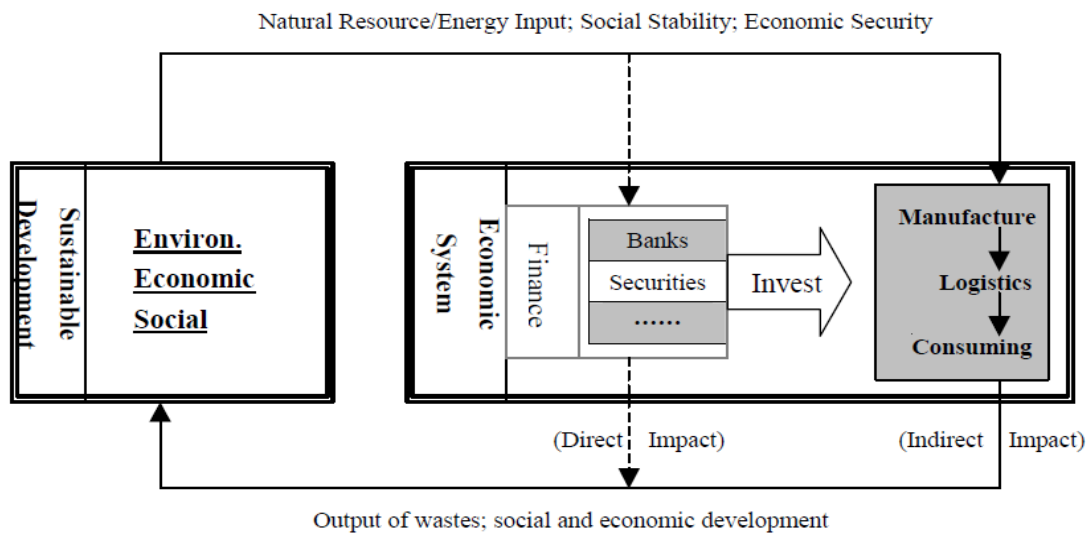 Natural Resource/Energy Input; Social Stability; Economic Security
Sustainable
Development
Environ.
Economic
Social
Economic
System
Finance
Banks
Securities
……
Invest
Manufacture
Logistics
Consuming
(Direct Impact)
(Indirect Impact)
Output of wastes; social and economic development